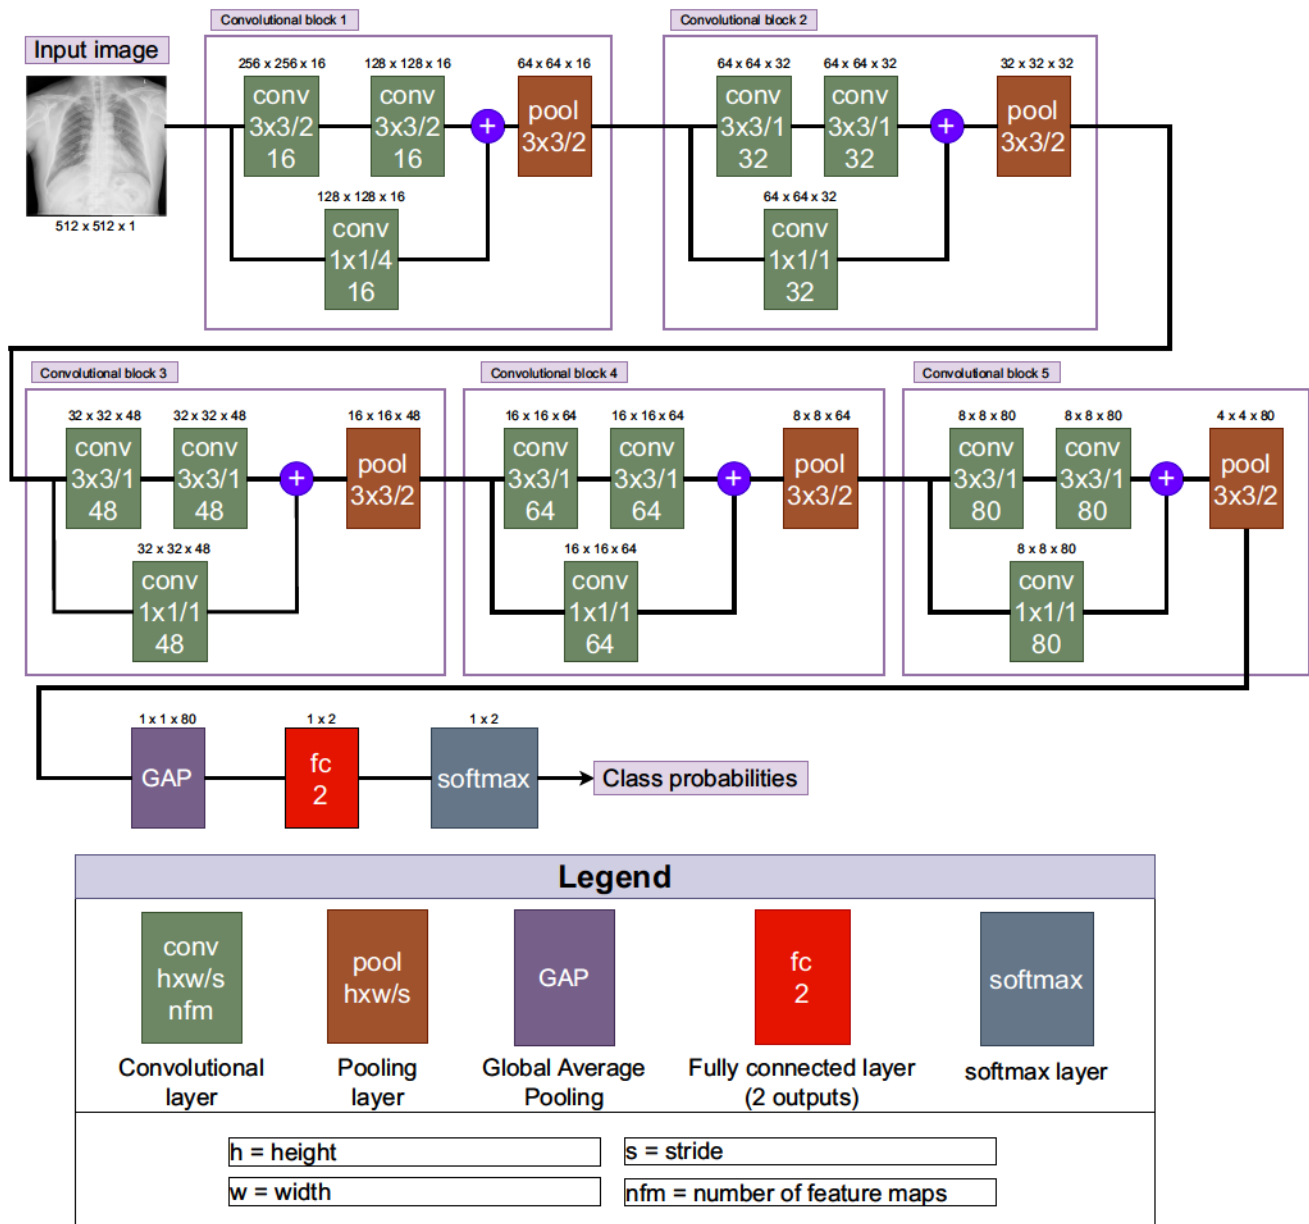 Convolutional block 1
Convolutional block 2
Input image
256 x 256 x 16
128 x 128 x 16
64 x 64 x 16
64 x 64 x 32
64 x 64 x 32
32 x 32 x 32
conv
3x3/2
16
conv
3x3/2
16
+
pool
3x3/2
conv
3x3/1
32
conv
3x3/1
32
+
pool
3x3/2
128 x 128 x 16
conv
1x1/4
16
64 x 64 x 32
conv
1x1/1
32
512 x 512 x 1
Convolutional block 3
Convolutional block 4
Convolutional block 5
32 x 32 x 48
32 x 32 x 48
16 x 16 x 48
16 x 16 x 64
16 x 16 x 64
8 x 8 x 64
8 x 8 x 80
8 x 8 x 80
4 x 4 x 80
conv
3x3/1
48
conv
3x3/1
48
+
pool
3x3/2
conv
3x3/1
64
conv
3x3/1
64
+
pool
3x3/2
conv
3x3/1
80
conv
3x3/1
80
+
pool
3x3/2
32 x 32 x 48
conv
1x1/1
48
16 x 16 x 64
conv
1x1/1
64
8 x 8 x 80
conv
1x1/1
80
1 x 1 x 80
GAP
1 x 2
fc
2
1 x 2
softmax
Class probabilities
Legend
conv
hxw/s
nfm
pool
hxw/s
GAP
fc
2
softmax
Convolutional
layer
Pooling
layer
Global Average
Pooling
Fully connected layer
(2 outputs)
softmax layer
h = height
s = stride
w = width
nfm = number of feature maps